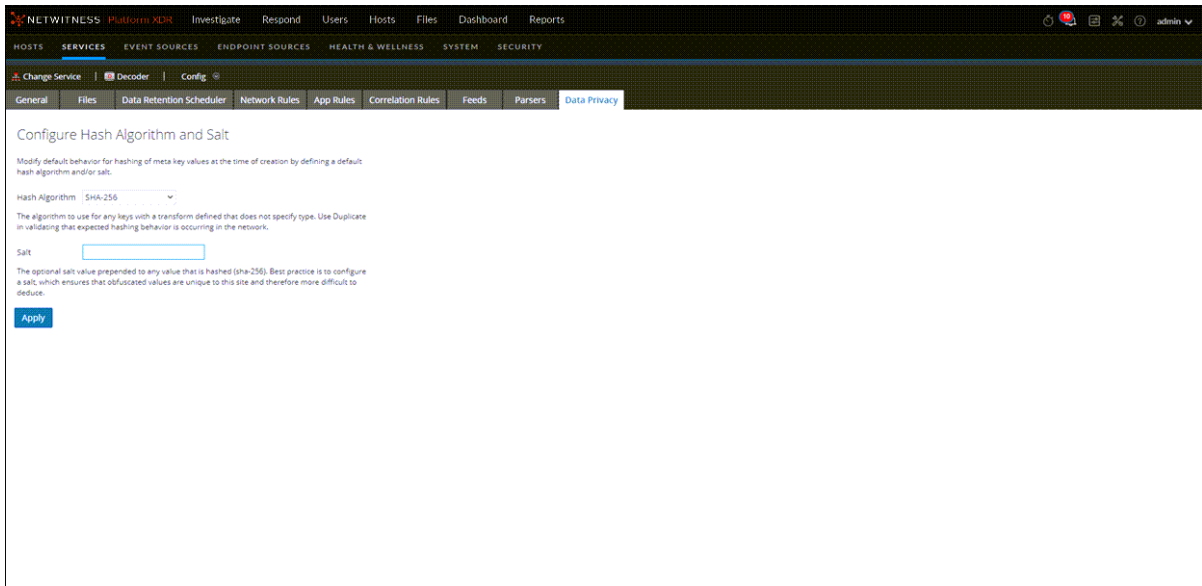 NETWITNESS Platform XDR Investigate Respond Users Hosts Files Dashboard Reports 10 admin
HOSTS SERVICES EVENT SOURCES ENDPOINT SOURCES HEALTH & WELLNESS SYSTEM SECURITY
Change Service | Decoder | Config
General Files Data Retention Scheduler Network Rules App Rules Correlation Rules Feeds Parsers Data Privacy
Configure Hash Algorithm and Salt
Modify default behavior for hashing of meta key values at the time of creation by defining a default
hash algorithm and/or salt.
Hash Algorithm SHA-256
The algorithm to use for any keys with a transform defined that does not specify type. Use Duplicate
in validating that expected hashing behavior is occurring in the network.
Salt
The optional salt value prepended to any value that is hashed (sha-256). Best practice is to configure
a salt, which ensures that obfuscated values are unique to this site and therefore more difficult to
deduce.
Apply